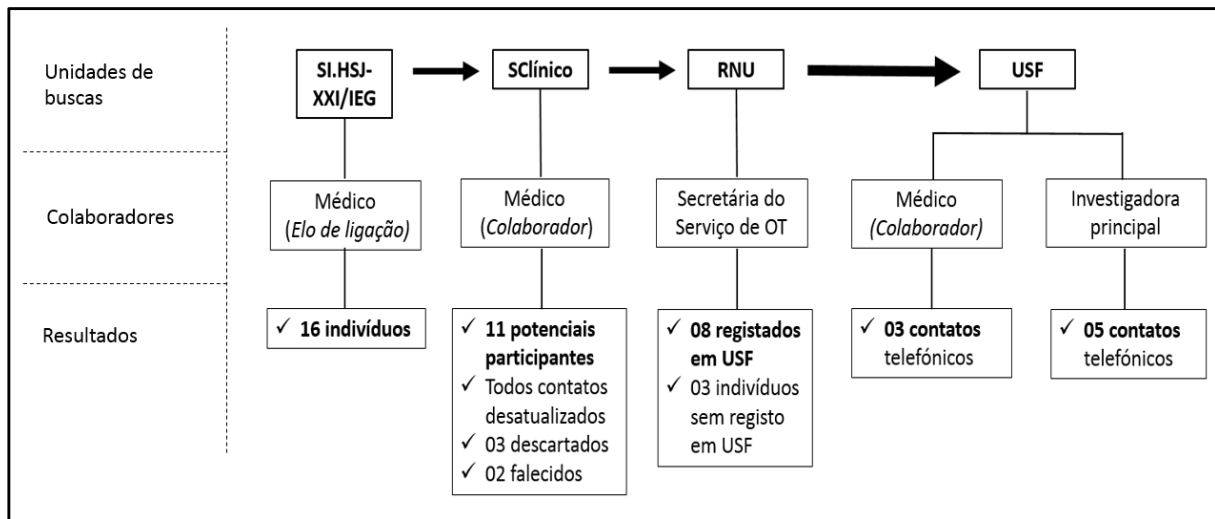 Unidades de
buscas
SI.HSJ-
XXI/IEG
SClínico
RNU
USF
Colaboradores
Médico
(Elo de ligação)
Médico
(Colaborador)
Secretária do
Serviço de OT
Médico
(Colaborador)
Investigadora
principal
Resultados
✓ 16 indivíduos
✓ 11 potenciais
participantes
✓ Todos contatos
desatualizados
✓ 03 descartados
✓ 02 falecidos
✓ 08 registados
em USF
✓ 03 indivíduos
sem registo
em USF
✓ 03 contatos
telefónicos
✓ 05 contatos
telefónicos